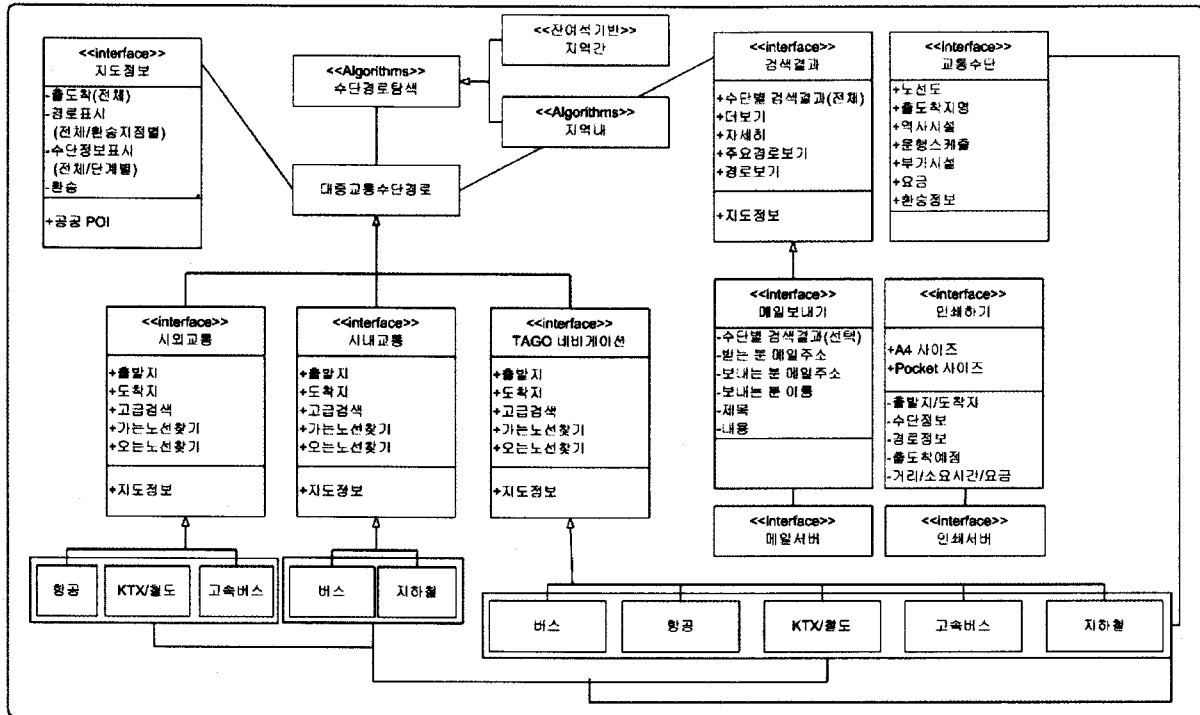 <<interface>>
지도정보
-출도착(전체)
-경로표시
(전체/환승지점별)
-수단정보표시
(전체/단계별)
-환승
+공공 POI
<<Algorithms>>
수단경로탐색
<<잔여석기반>>
지역간
<<Algorithms>>
지역내
대중교통수단경로
<<interface>>
검색결과
+수단별 검색결과(전체)
+더보기
+자세히
+주요경로보기
+경로보기
+지도정보
<<interface>>
교통수단
+노선도
+출도착지명
+역사시설
+운행스케줄
+부가시설
+요금
+환승정보
<<interface>>
시외교통
+출발지
+도착지
+고급검색
+가는노선찾기
+오는노선찾기
+지도정보
<<interface>>
시내교통
+출발지
+도착지
+고급검색
+가는노선찾기
+오는노선찾기
+지도정보
<<interface>>
TAGO 네비게이션
+출발지
+도착지
+고급검색
+가는노선찾기
+오는노선찾기
+지도정보
<<interface>>
메일보내기
-수단별 검색결과(선택)
-받는 분 메일주소
-보내는 분 메일주소
-보내는 분 이름
-제목
-내용
<<interface>>
인쇄하기
+A4 사이즈
+Pocket 사이즈
-출발지/도착지
-수단정보
-경로정보
-출도착예정
-거리/소요시간/요금
<<interface>>
메일서버
<<interface>>
인쇄서버
항공
KTX/철도
고속버스
버스
지하철
버스
항공
KTX/철도
고속버스
지하철